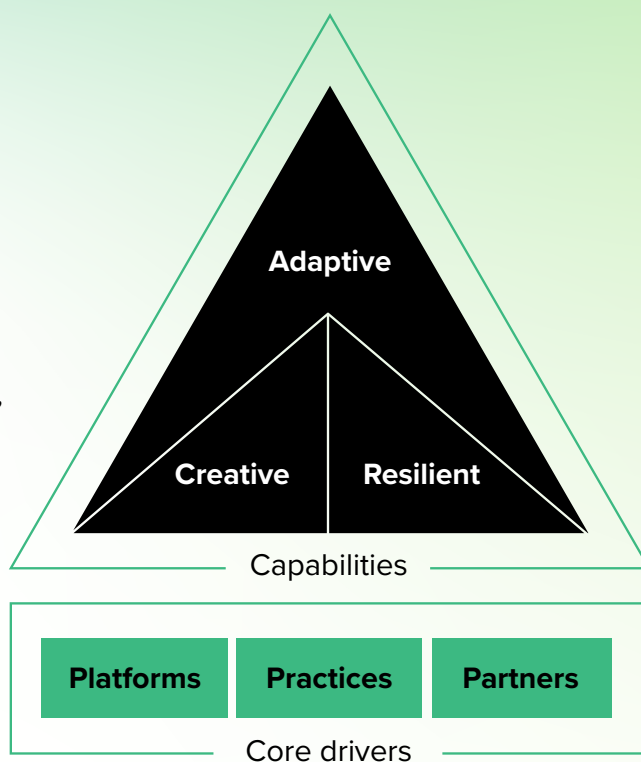 Adaptive
Creative Resilient
Capabilities
Platforms Practices Partners
Core drivers